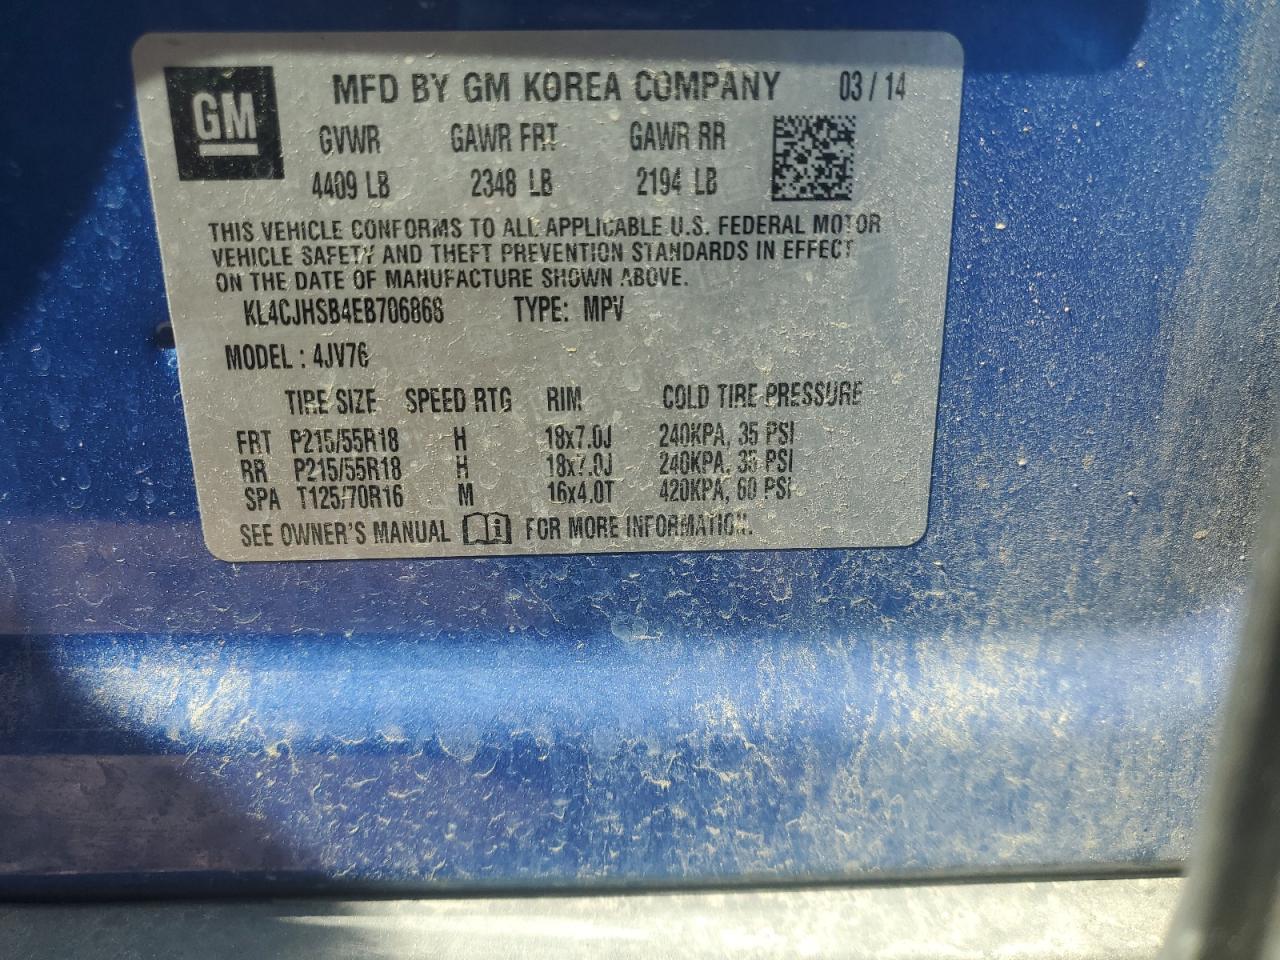 GM
MFD BY GM KOREA COMPANY 03/14
GVWR GAWR FRT GAWR RR
4409 LB 2348 LB 2194 LB
THIS VEHICLE CONFORMS TO ALL APPLICABLE U.S. FEDERAL MOTOR
VEHICLE SAFETY AND THEFT PREVENTION STANDARDS IN EFFECT
ON THE DATE OF MANUFACTURE SHOWN ABOVE.
KL4CJHSB4EB706868 TYPE: MPV
MODEL: 4JV76
TIRE SIZE SPEED RTG RIM COLD TIRE PRESSURE
FRT P215/55R18 H 18x7.0J 240KPA, 35 PSI
RR P215/55R18 H 18x7.0J 240KPA, 35 PSI
SPA T125/70R16 M 16x4.0T 420KPA, 60 PSI
SEE OWNER'S MANUAL FOR MORE INFORMATION.